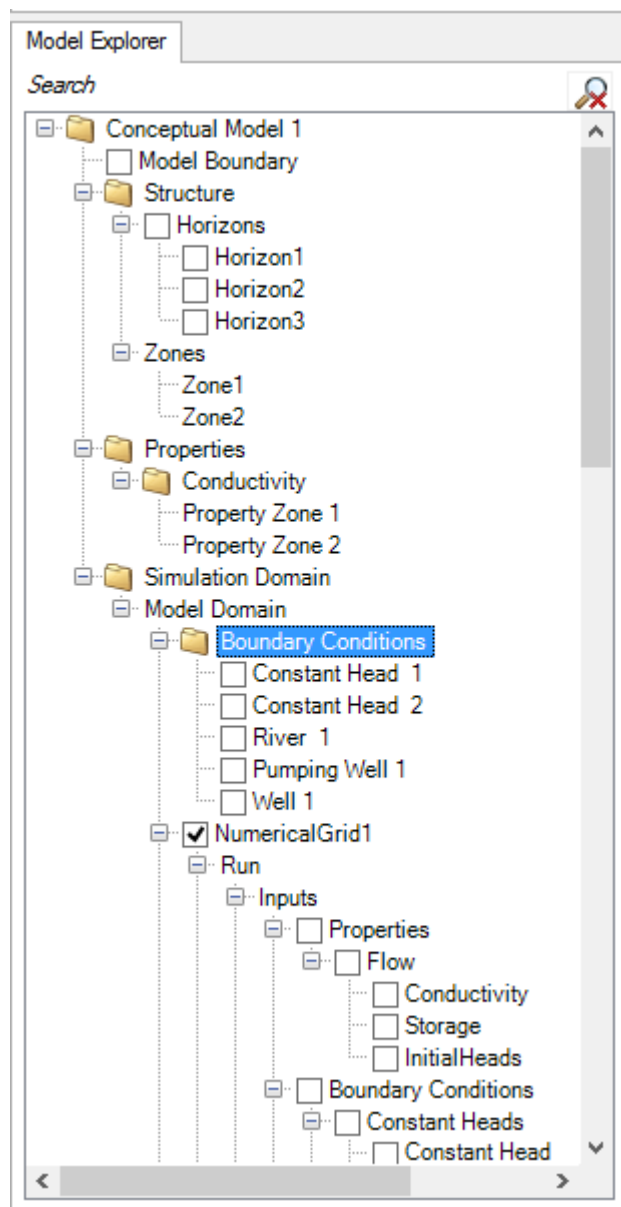 Model Explorer
Search
Conceptual Model 1
Model Boundary
Structure
Horizons
Horizon1
Horizon2
Horizon3
Zones
Zone1
Zone2
Properties
Conductivity
Property Zone 1
Property Zone 2
Simulation Domain
Model Domain
Boundary Conditions
Constant Head  1
Constant Head  2
River  1
Pumping Well 1
Well 1
NumericalGrid1
Run
Inputs
Properties
Flow
Conductivity
Storage
InitialHeads
Boundary Conditions
Constant Heads
Constant Head